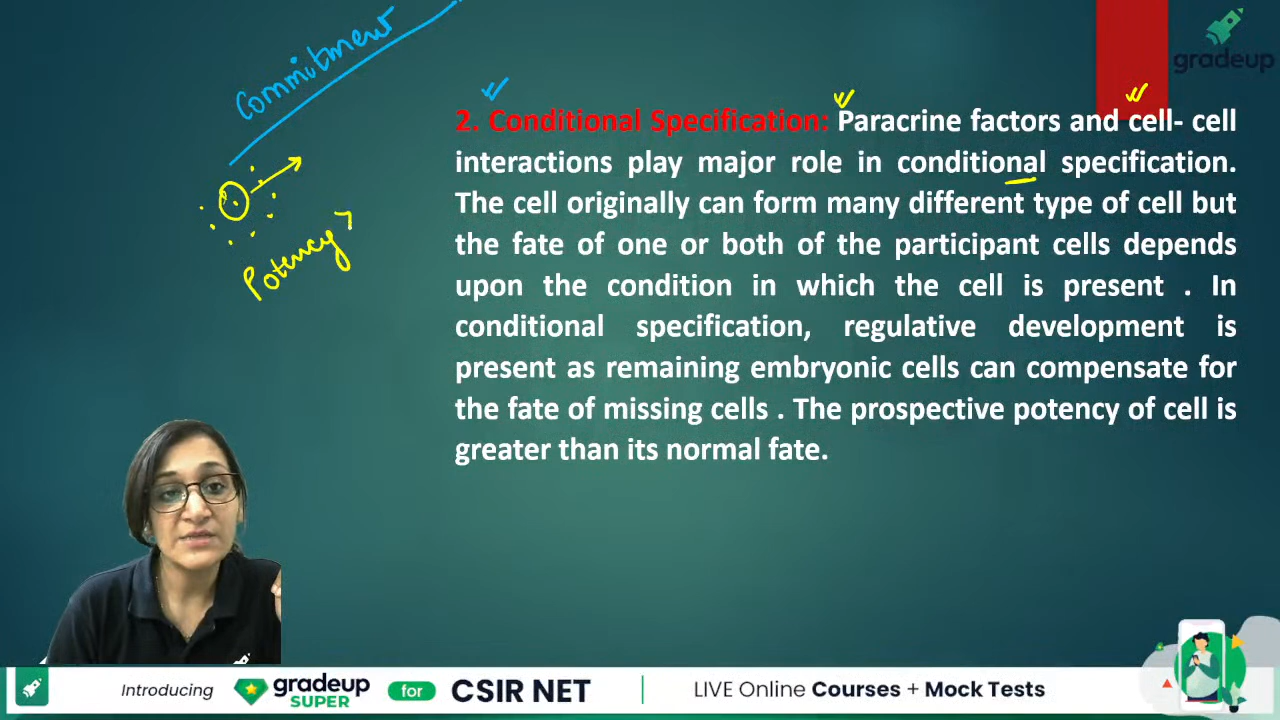 Commitment
gradeup
2. Conditional Specification: Paracrine factors and cell- cell
interactions play major role in conditional specification.
The cell originally can form many different type of cell but
the fate of one or both of the participant cells depends
upon the condition in which the cell is present . In
conditional specification, regulative development is
present as remaining embryonic cells can compensate for
the fate of missing cells . The prospective potency of cell is
greater than its normal fate.
Potency
Introducing gradeup SUPER for CSIR NET LIVE Online Courses + Mock Tests